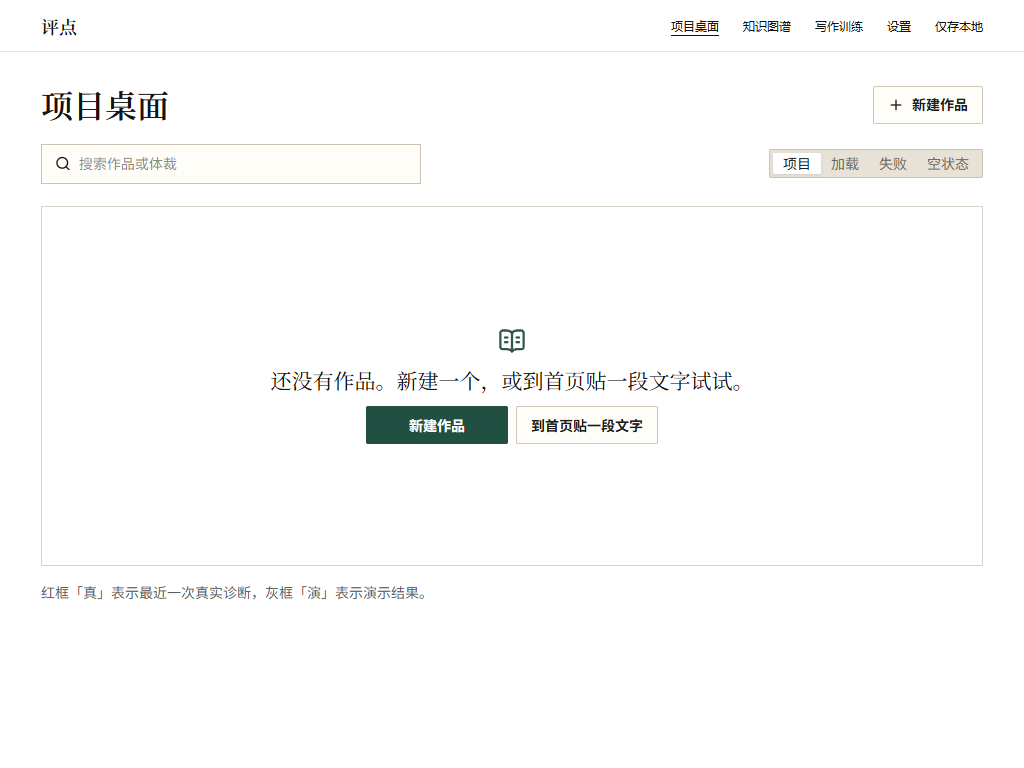 评点
项目桌面 知识图谱 写作训练 设置 仅存本地
项目桌面
新建作品
搜索作品或体裁
项目 加载 失败 空状态
还没有作品。新建一个，或到首页贴一段文字试试。
新建作品 到首页贴一段文字
红框「真」表示最近一次真实诊断，灰框「演」表示演示结果。